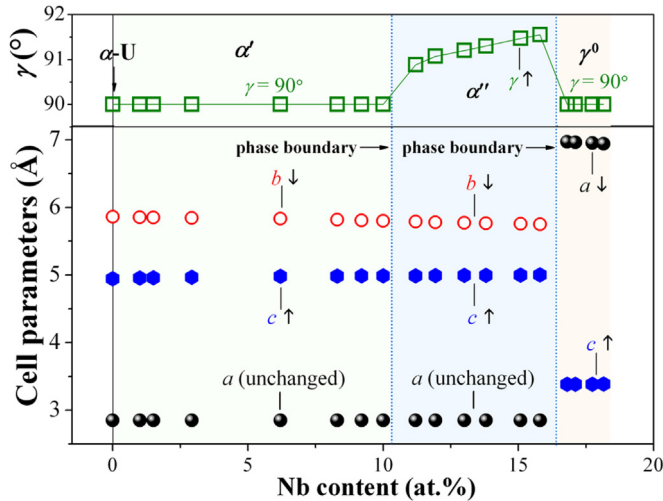 92
91
90
γ (°)
α-U
α'
γ = 90°
α''
γ ↑
γ⁰
γ = 90°
7
6
5
4
3
Cell parameters (Å)
phase boundary
phase boundary
b ↓
b ↓
a ↓
c ↑
c ↑
c ↑
a (unchanged)
a (unchanged)
0
5
10
15
20
Nb content (at.%)